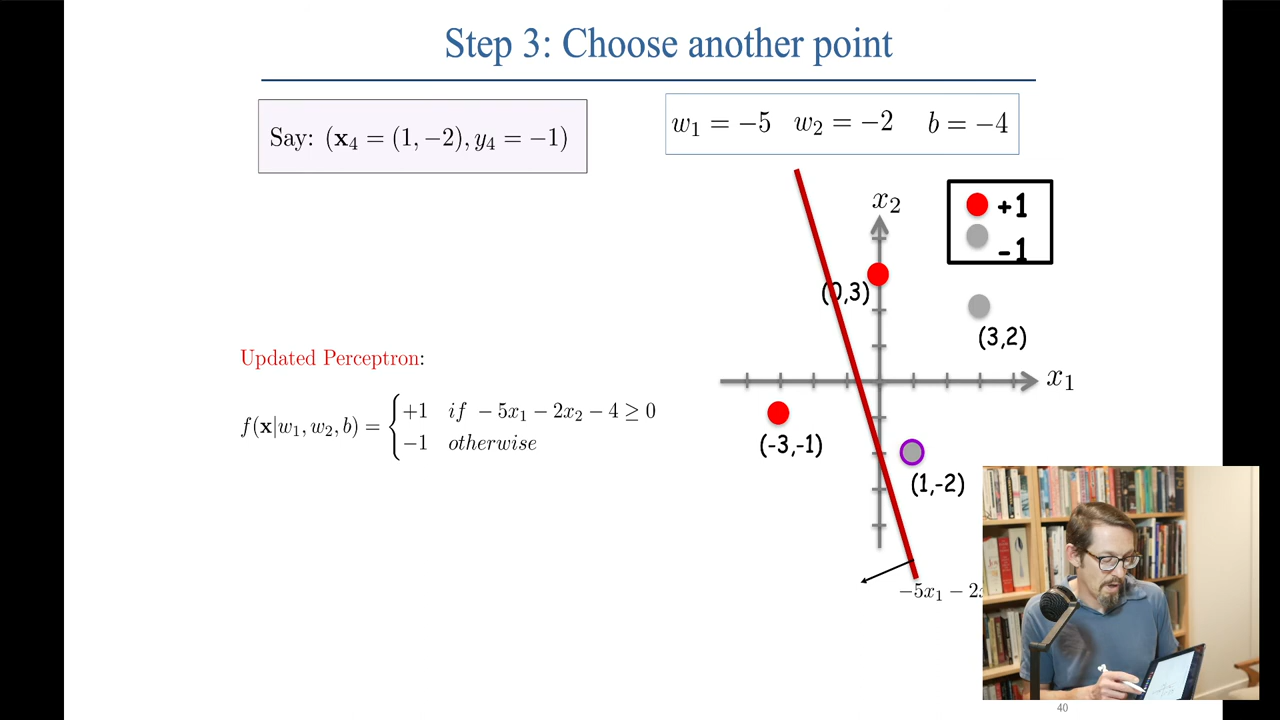 Step 3: Choose another point
Say: (x₄ = (1, −2), y₄ = −1)
w₁ = −5 w₂ = −2 b = −4
x₂
+1
-1
(0,3)
(3,2)
x₁
Updated Perceptron:
f(x|w₁, w₂, b) = { +1 if −5x₁ − 2x₂ − 4 ≥ 0
−1 otherwise
(-3,-1)
(1,-2)
−5x₁ − 2
40